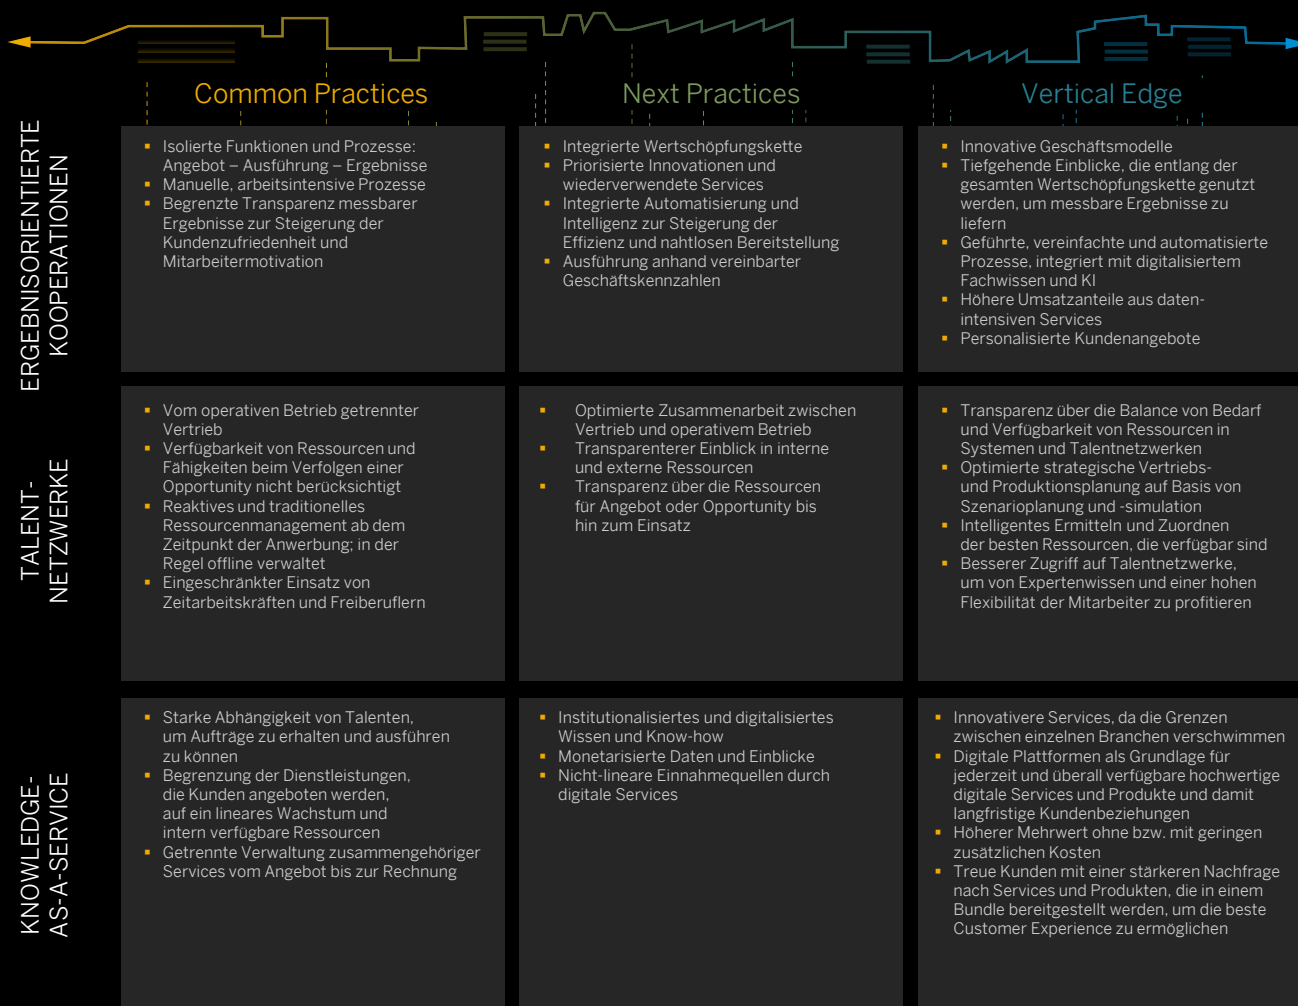 Common Practices
Next Practices
Vertical Edge
ERGEBNISORIENTIERTE
KOOPERATIONEN
Isolierte Funktionen und Prozesse:
Angebot – Ausführung – Ergebnisse
Manuelle, arbeitsintensive Prozesse
Begrenzte Transparenz messbarer
Ergebnisse zur Steigerung der
Kundenzufriedenheit und
Mitarbeitermotivation
Integrierte Wertschöpfungskette
Priorisierte Innovationen und
wiederverwendete Services
Integrierte Automatisierung und
Intelligenz zur Steigerung der
Effizienz und nahtlosen Bereitstellung
Ausführung anhand vereinbarter
Geschäftskennzahlen
Innovative Geschäftsmodelle
Tiefgehende Einblicke, die entlang der
gesamten Wertschöpfungskette genutzt
werden, um messbare Ergebnisse zu
liefern
Geführte, vereinfachte und automatisierte
Prozesse, integriert mit digitalisiertem
Fachwissen und KI
Höhere Umsatzanteile aus daten-
intensiven Services
Personalisierte Kundenangebote
TALENT-
NETZWERKE
Vom operativen Betrieb getrennter
Vertrieb
Verfügbarkeit von Ressourcen und
Fähigkeiten beim Verfolgen einer
Opportunity nicht berücksichtigt
Reaktives und traditionelles
Ressourcenmanagement ab dem
Zeitpunkt der Anwerbung; in der
Regel offline verwaltet
Eingeschränkter Einsatz von
Zeitarbeitskräften und Freiberuflern
Optimierte Zusammenarbeit zwischen
Vertrieb und operativem Betrieb
Transparenterer Einblick in interne
und externe Ressourcen
Transparenz über die Ressourcen
für Angebot oder Opportunity bis
hin zum Einsatz
Transparenz über die Balance von Bedarf
und Verfügbarkeit von Ressourcen in
Systemen und Talentnetzwerken
Optimierte strategische Vertriebs-
und Produktionsplanung auf Basis von
Szenarioplanung und -simulation
Intelligentes Ermitteln und Zuordnen
der besten Ressourcen, die verfügbar sind
Besserer Zugriff auf Talentnetzwerke,
um von Expertenwissen und einer hohen
Flexibilität der Mitarbeiter zu profitieren
KNOWLEDGE-
AS-A-SERVICE
Starke Abhängigkeit von Talenten,
um Aufträge zu erhalten und ausführen
zu können
Begrenzung der Dienstleistungen,
die Kunden angeboten werden,
auf ein lineares Wachstum und
intern verfügbare Ressourcen
Getrennte Verwaltung zusammengehöriger
Services vom Angebot bis zur Rechnung
Institutionalisiertes und digitalisiertes
Wissen und Know-how
Monetarisierte Daten und Einblicke
Nicht-lineare Einnahmequellen durch
digitale Services
Innovativere Services, da die Grenzen
zwischen einzelnen Branchen verschwimmen
Digitale Plattformen als Grundlage für
jederzeit und überall verfügbare hochwertige
digitale Services und Produkte und damit
langfristige Kundenbeziehungen
Höherer Mehrwert ohne bzw. mit geringen
zusätzlichen Kosten
Treue Kunden mit einer stärkeren Nachfrage
nach Services und Produkten, die in einem
Bundle bereitgestellt werden, um die beste
Customer Experience zu ermöglichen